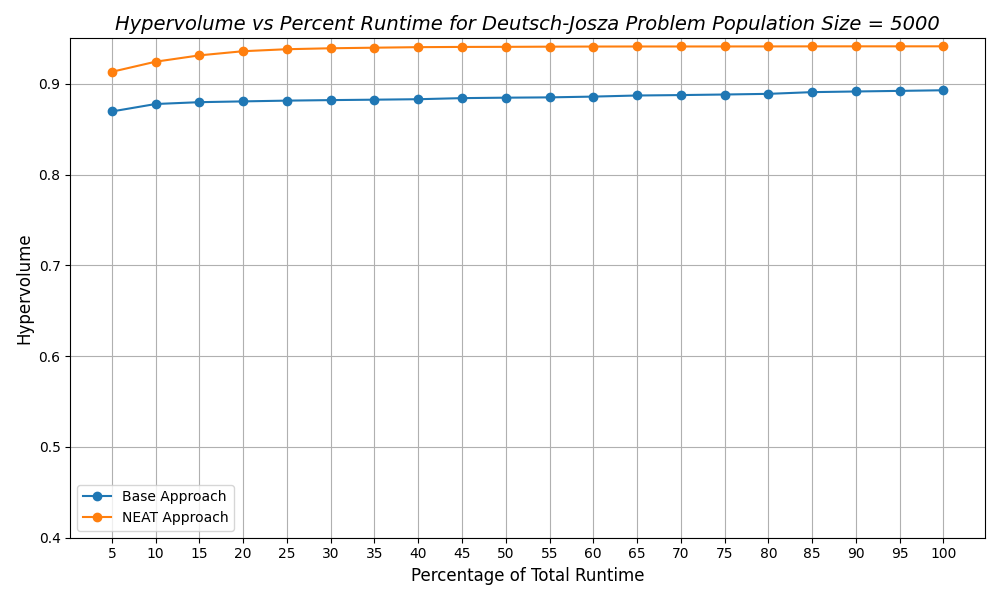 Hypervolume vs Percent Runtime for Deutsch-Josza Problem Population Size = 5000
Hypervolume
0.9
0.8
0.7
0.6
0.5
0.4
Base Approach
NEAT Approach
5 10 15 20 25 30 35 40 45 50 55 60 65 70 75 80 85 90 95 100
Percentage of Total Runtime